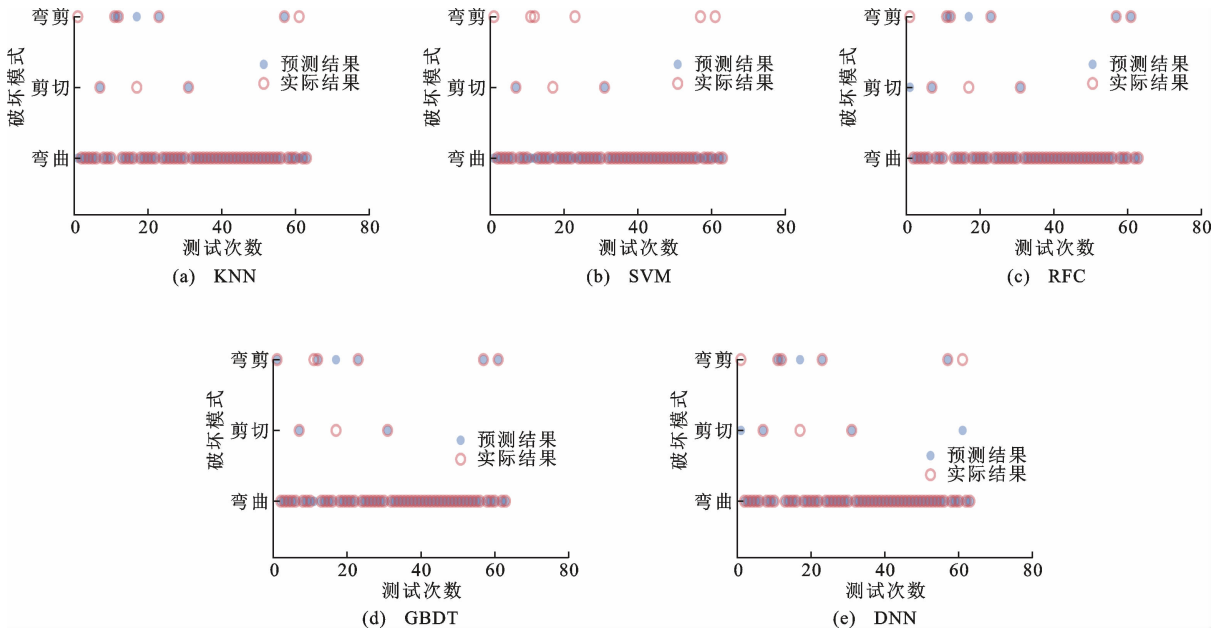 弯剪
剪切
弯曲
破坏模式
预测结果
实际结果
0 20 40 60 80
测试次数
(a) KNN
弯剪
剪切
弯曲
破坏模式
预测结果
实际结果
0 20 40 60 80
测试次数
(b) SVM
弯剪
剪切
弯曲
破坏模式
预测结果
实际结果
0 20 40 60 80
测试次数
(c) RFC
弯剪
剪切
弯曲
破坏模式
预测结果
实际结果
0 20 40 60 80
测试次数
(d) GBDT
弯剪
剪切
弯曲
破坏模式
预测结果
实际结果
0 20 40 60 80
测试次数
(e) DNN